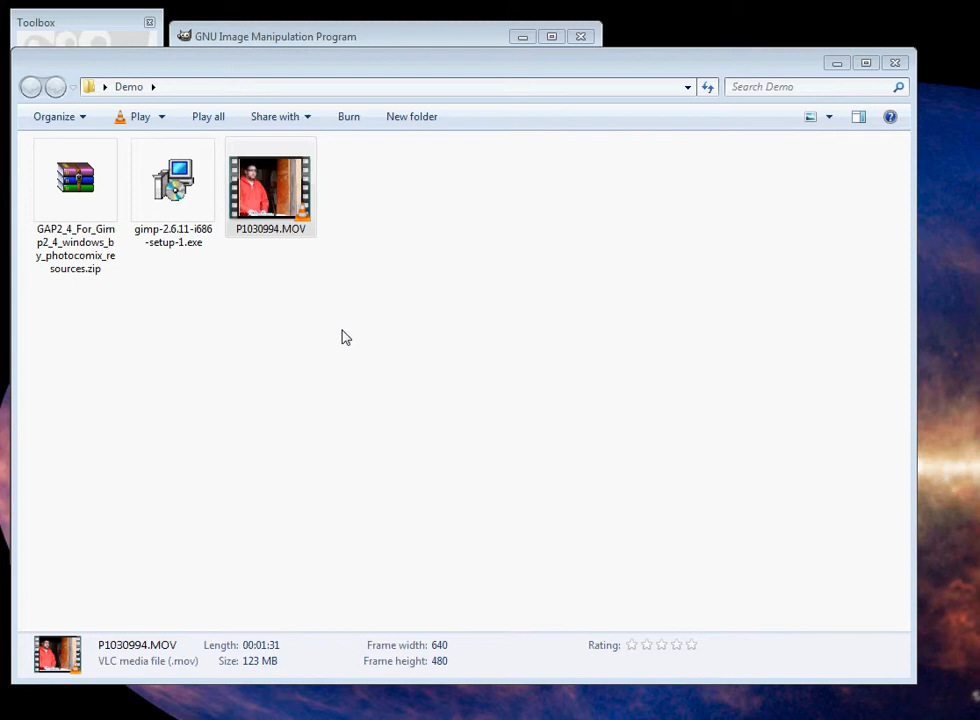 Toolbox
GNU Image Manipulation Program
Demo
Search Demo
Organize Play Play all Share with Burn New folder
GAP2_4_For_Gim
p2_4_windows_b
y_photocomix_re
sources.zip
gimp-2.6.11-i686
-setup-1.exe
P1030994.MOV
P1030994.MOV Length: 00:01:31 Frame width: 640 Rating:
VLC media file (.mov) Size: 123 MB Frame height: 480